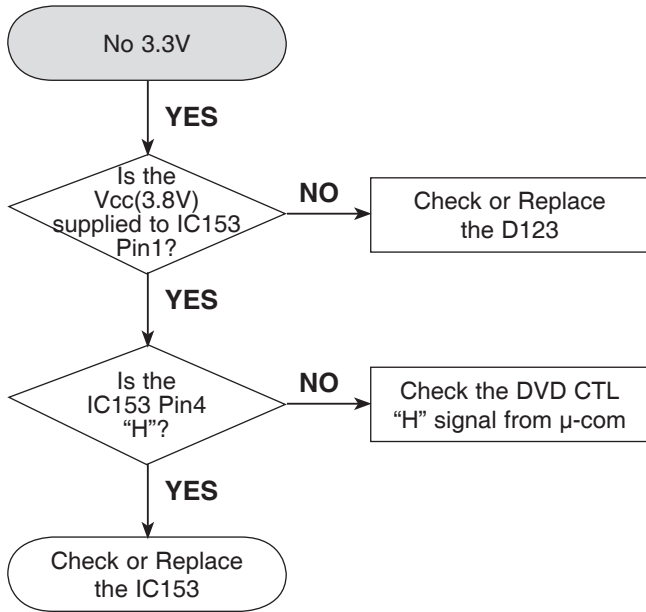 No 3.3V
YES
Is the
Vcc(3.8V)
supplied to IC153
Pin1?
NO
Check or Replace
the D123
YES
Is the
IC153 Pin4
“H”?
NO
Check the DVD CTL
“H” signal from µ-com
YES
Check or Replace
the IC153